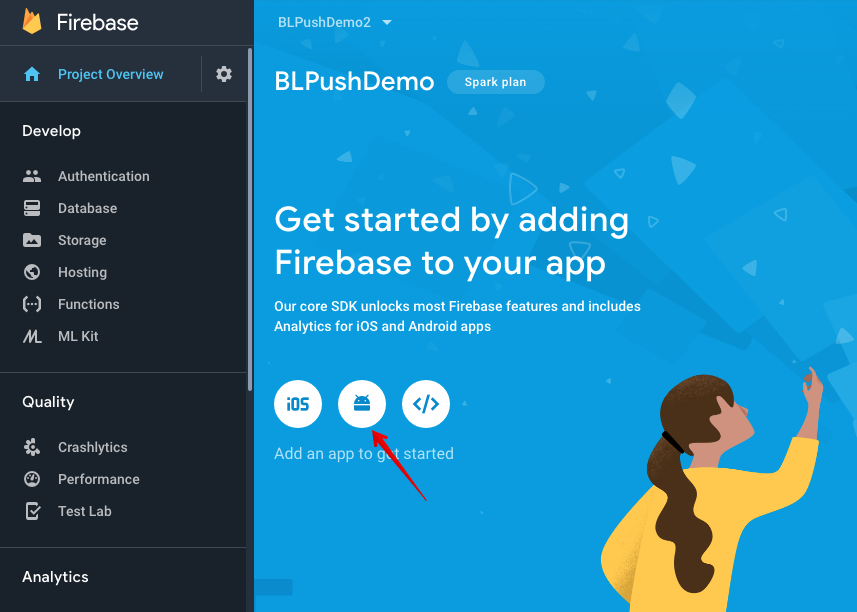 Firebase
Project Overview
Develop
Authentication
Database
Storage
Hosting
Functions
ML Kit
Quality
Crashlytics
Performance
Test Lab
Analytics
BLPushDemo2
BLPushDemo Spark plan
Get started by adding
Firebase to your app
Our core SDK unlocks most Firebase features and includes
Analytics for iOS and Android apps
iOS
Add an app to get started